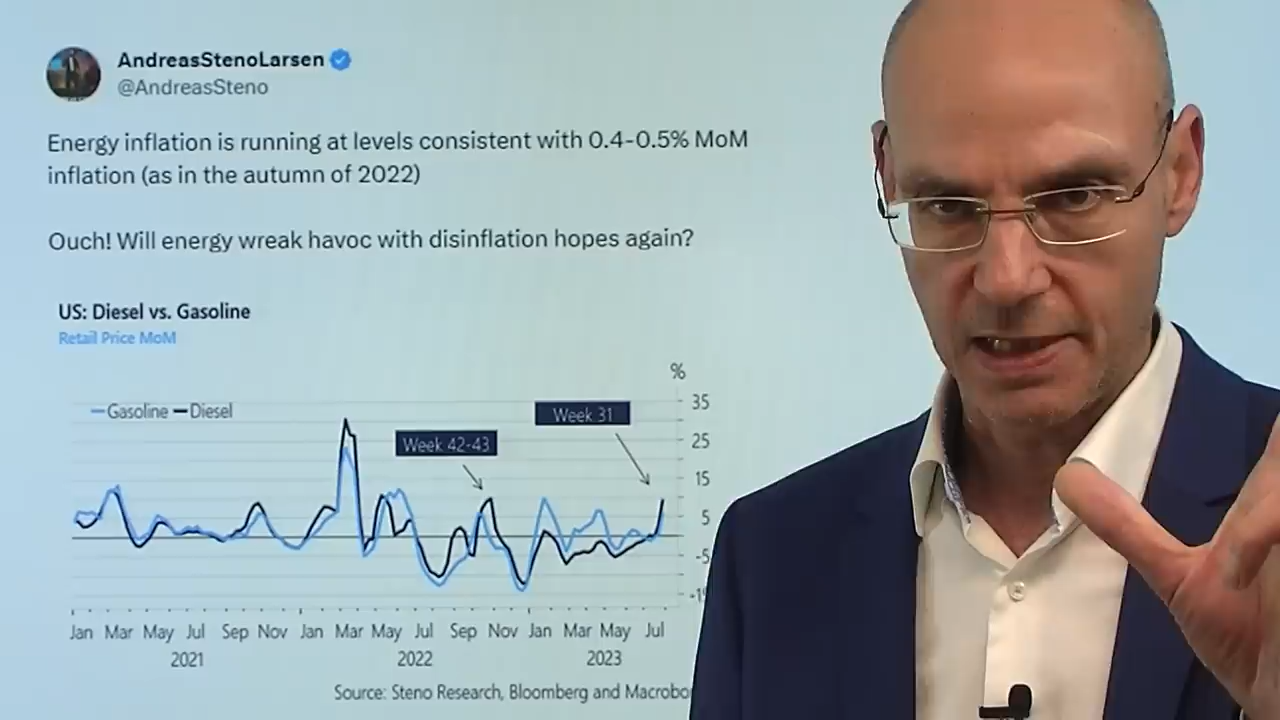 AndreasStenoLarsen
@AndreasSteno
Energy inflation is running at levels consistent with 0.4-0.5% MoM
inflation (as in the autumn of 2022)
Ouch! Will energy wreak havoc with disinflation hopes again?
US: Diesel vs. Gasoline
Retail Price MoM
%
Gasoline Diesel
35
Week 31
Week 42-43
25
15
5
-5
Jan Mar May Jul Sep Nov Jan Mar May Jul Sep Nov Jan Mar May Jul
2021 2022 2023
Source: Steno Research, Bloomberg and